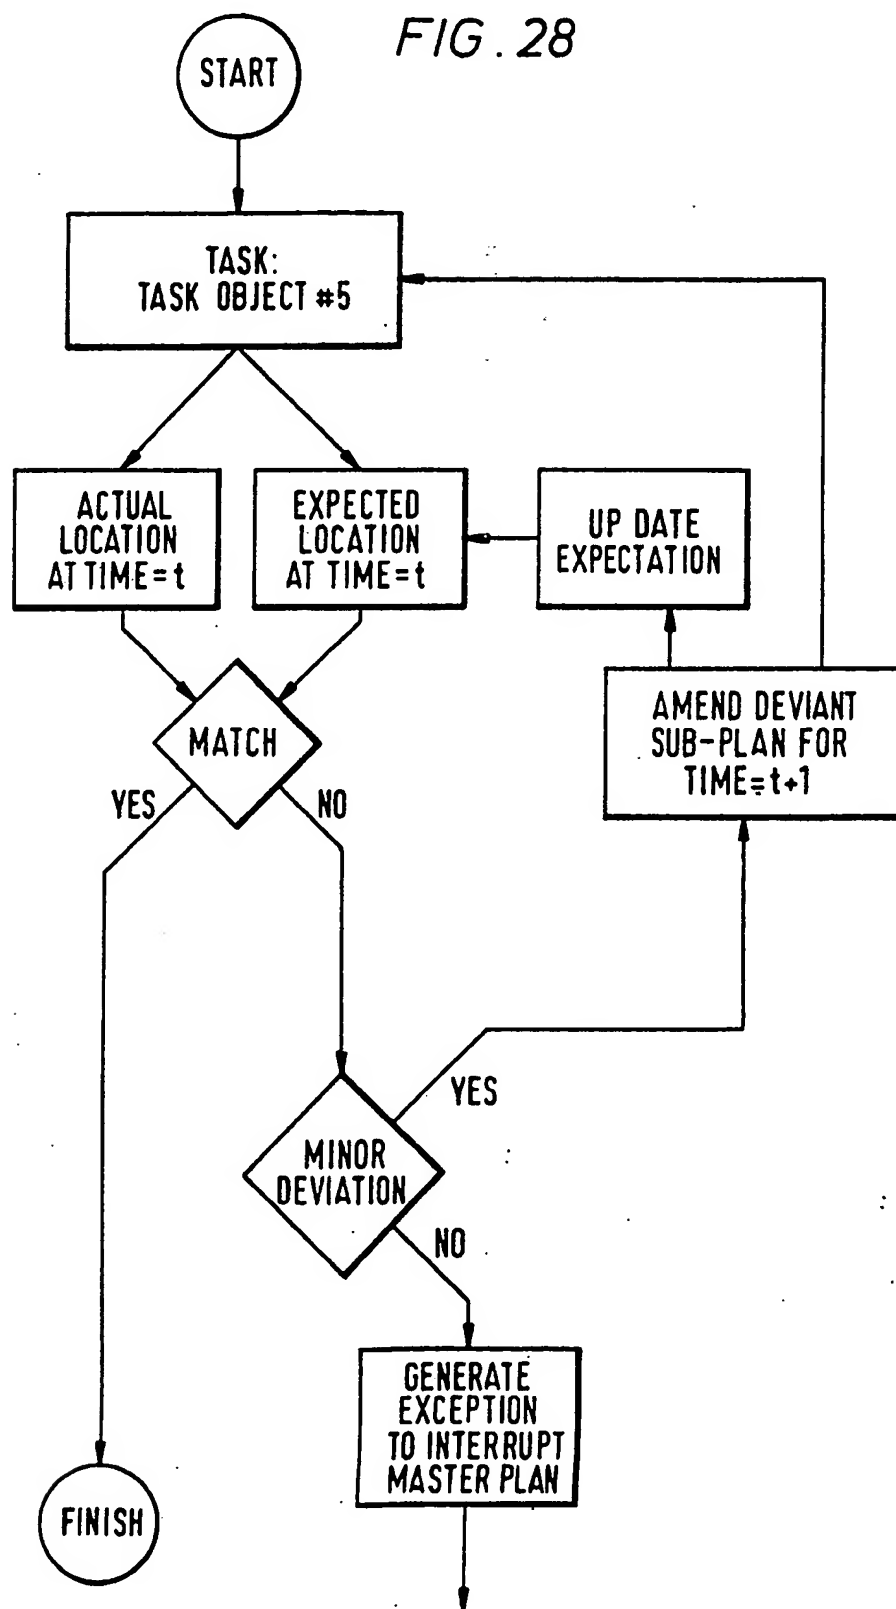 FIG. 28
START
TASK:
TASK OBJECT #5
ACTUAL
LOCATION
AT TIME=t
EXPECTED
LOCATION
AT TIME=t
UP DATE
EXPECTATION
AMEND DEVIANT
SUB-PLAN FOR
TIME=t+1
MATCH
YES
NO
MINOR
DEVIATION
YES
NO
GENERATE
EXCEPTION
TO INTERRUPT
MASTER PLAN
FINISH